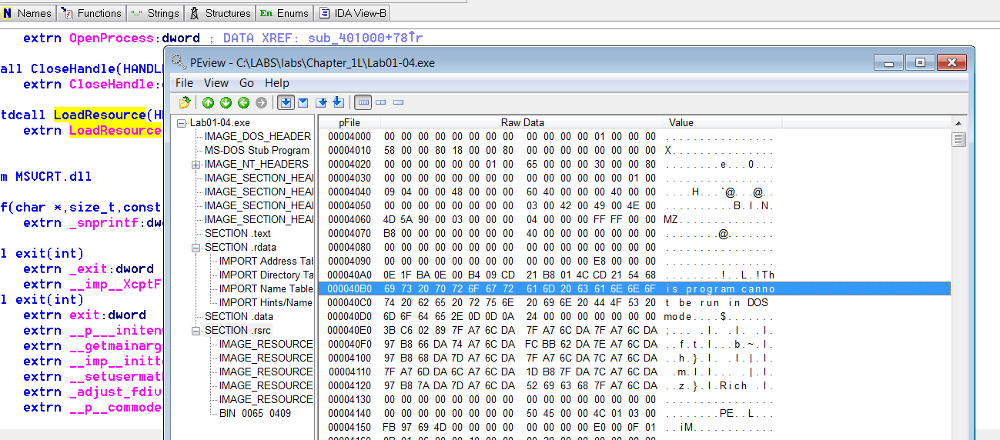 Names Functions Strings Structures En Enums IDA View-B
extrn OpenProcess:dword ; DATA XREF: sub_401000+78↑r
all CloseHandle(HANDL
extrn CloseHandle:
tdcall LoadResource(H
extrn LoadResource
m MSVCRT.dll
f(char *,size_t,const
extrn _snprintf:dw
l exit(int)
extrn _exit:dword
extrn __imp__XcptF
l exit(int)
extrn exit:dword
extrn __p___initen
extrn __getmainarg
extrn __imp__initt
extrn __setusermat
extrn _adjust_fdiv
extrn __p__commode
PEview - C:\LABS\labs\Chapter_1L\Lab01-04.exe
File View Go Help
Lab01-04.exe
IMAGE_DOS_HEADER
MS-DOS Stub Program
IMAGE_NT_HEADERS
IMAGE_SECTION_HEA
IMAGE_SECTION_HEA
IMAGE_SECTION_HEA
IMAGE_SECTION_HEA
SECTION .text
SECTION .rdata
IMPORT Address Tal
IMPORT Directory Ta
IMPORT Name Table
IMPORT Hints/Name
SECTION .data
SECTION .rsrc
IMAGE_RESOURCE
IMAGE_RESOURCE
IMAGE_RESOURCE
IMAGE_RESOURCE
IMAGE_RESOURCE
BIN 0065 0409
pFile Raw Data Value
00004000 00 00 00 00 00 00 00 00 00 00 00 00 01 00 00 00 . . . . . . . . . . . . . . . .
00004010 58 00 00 80 18 00 00 80 00 00 00 00 00 00 00 00 X. . . . . . . . . . . . . . .
00004020 00 00 00 00 00 00 01 00 65 00 00 00 30 00 00 80 . . . . . . . . e . . . 0 . . .
00004030 00 00 00 00 00 00 00 00 00 00 00 00 00 00 01 00 . . . . . . . . . . . . . . . .
00004040 09 04 00 00 48 00 00 00 60 40 00 00 00 40 00 00 . . . . H . . . `@ . . . @ . .
00004050 00 00 00 00 00 00 00 00 03 00 42 00 49 00 4E 00 . . . . . . . . . . B . I . N .
00004060 4D 5A 90 00 03 00 00 00 04 00 00 00 FF FF 00 00 MZ. . . . . . . . . . . . . .
00004070 B8 00 00 00 00 00 00 00 40 00 00 00 00 00 00 00 . . . . . . . . @ . . . . . . .
00004080 00 00 00 00 00 00 00 00 00 00 00 00 00 00 00 00 . . . . . . . . . . . . . . . .
00004090 00 00 00 00 00 00 00 00 00 00 00 00 E8 00 00 00 . . . . . . . . . . . . . . . .
000040A0 0E 1F BA 0E 00 B4 09 CD 21 B8 01 4C CD 21 54 68 . . . . . . . . ! . . L . ! Th
000040B0 69 73 20 70 72 6F 67 72 61 6D 20 63 61 6E 6E 6F is program canno
000040C0 74 20 62 65 20 72 75 6E 20 69 6E 20 44 4F 53 20 t be run in DOS
000040D0 6D 6F 64 65 2E 0D 0D 0A 24 00 00 00 00 00 00 00 mode. . . . $ . . . . . . .
000040E0 3B C6 02 89 7F A7 6C DA 7F A7 6C DA 7F A7 6C DA ; . . . . . l . . . l . . . l .
000040F0 97 B8 66 DA 74 A7 6C DA FC BB 62 DA 7E A7 6C DA . . f . t . l . . . b . ~ . l .
00004100 97 B8 68 DA 7D A7 6C DA 7F A7 6C DA 7C A7 6C DA . . h . } . l . . . l . | . l .
00004110 7F A7 6D DA 6C A7 6C DA 1D B8 7F DA 7C A7 6C DA . . m . l . l . . . . . | . l .
00004120 97 B8 7A DA 7D A7 6C DA 52 69 63 68 7F A7 6C DA . . z . } . l . Rich . . l .
00004130 00 00 00 00 00 00 00 00 00 00 00 00 00 00 00 00 . . . . . . . . . . . . . . . .
00004140 00 00 00 00 00 00 00 00 50 45 00 00 4C 01 03 00 . . . . . . . . PE . . L . . .
00004150 FB 97 69 4D 00 00 00 00 00 00 00 00 E0 00 0F 01 . . iM. . . . . . . . . . . .